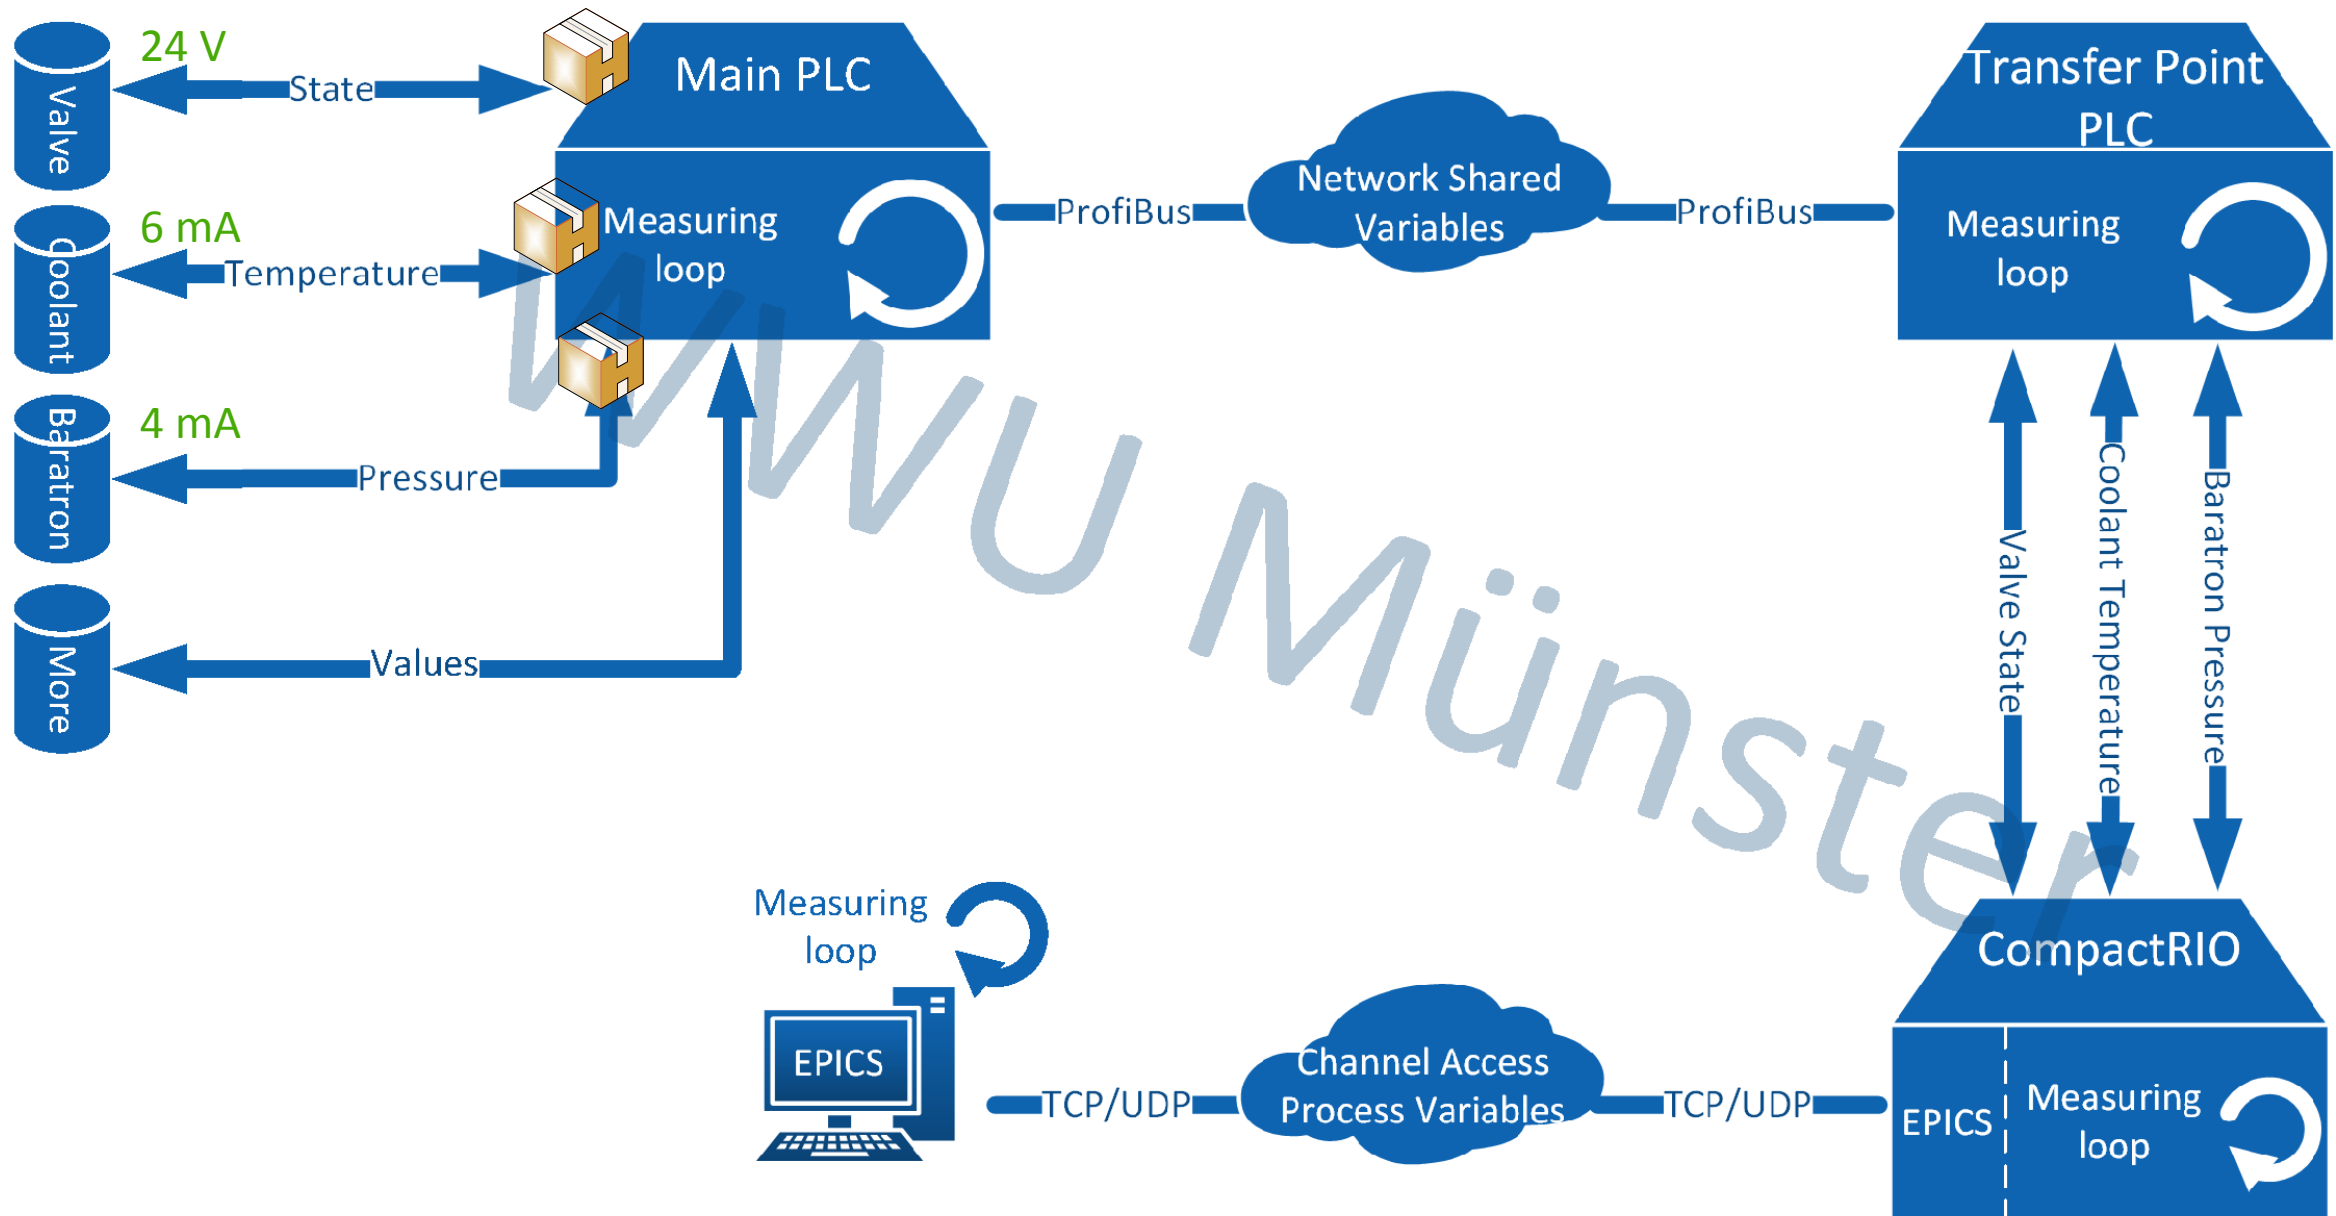 24 V
Valve
State
Main PLC
Measuring
loop
6 mA
Coolant
Temperature
4 mA
Baratron
Pressure
More
Values
ProfiBus
Network Shared
Variables
ProfiBus
Transfer Point
PLC
Measuring
loop
Valve State
Coolant Temperature
Baratron Pressure
WWU Münster
Measuring
loop
EPICS
TCP/UDP
Channel Access
Process Variables
TCP/UDP
CompactRIO
EPICS
Measuring
loop